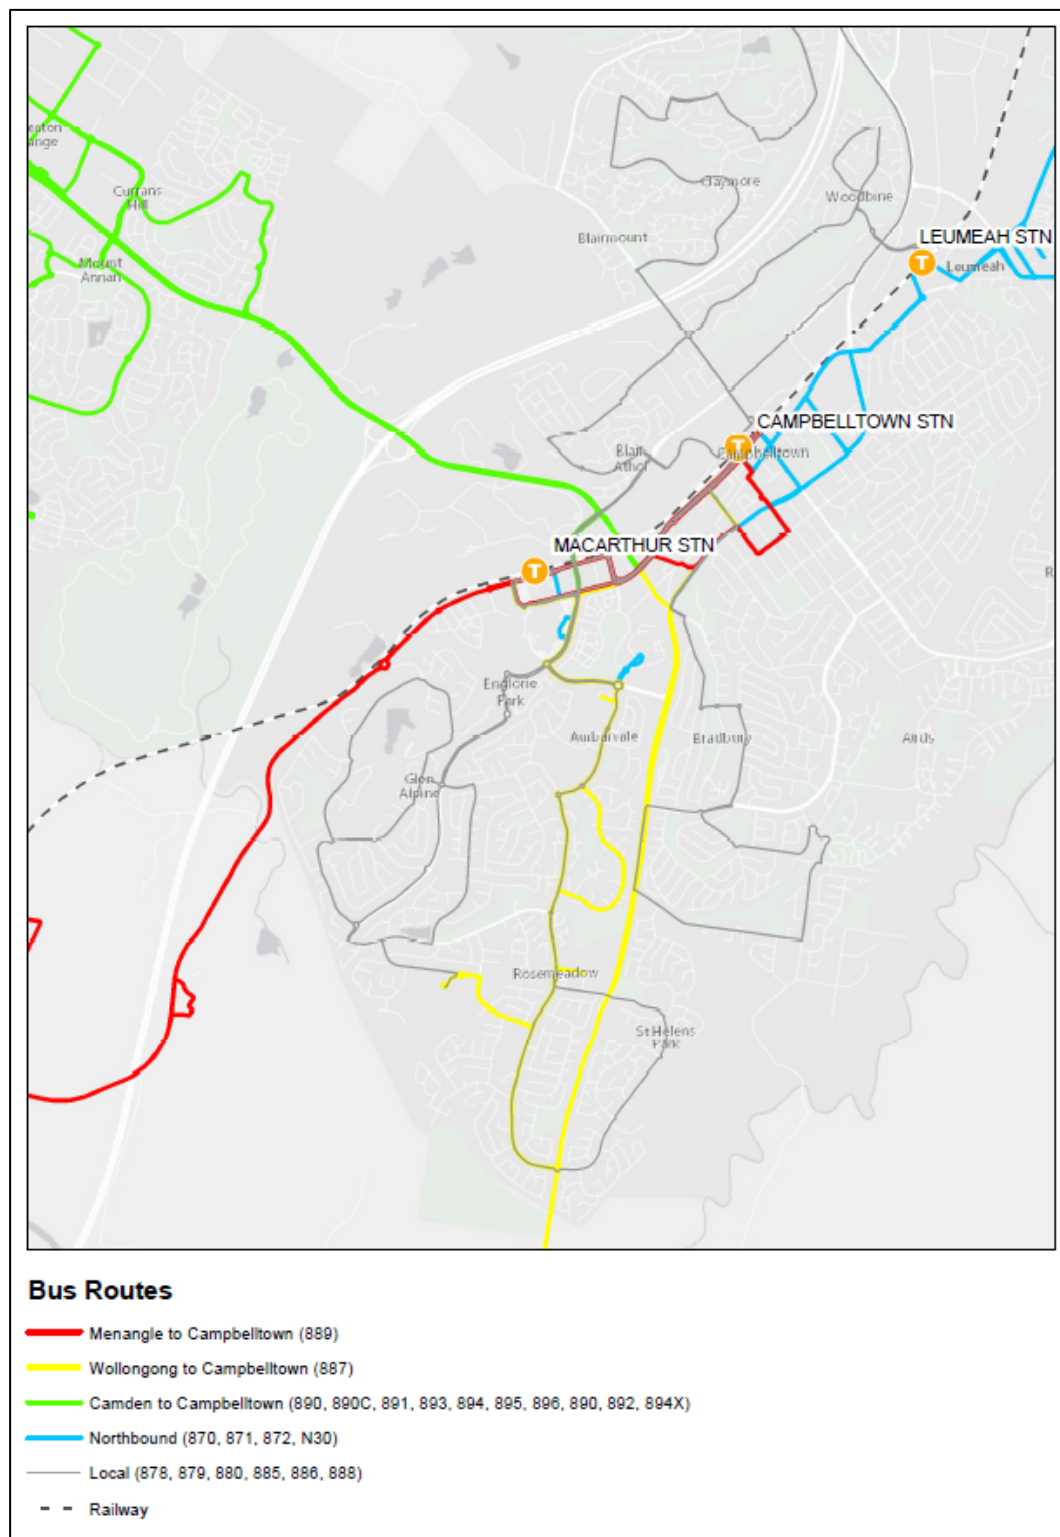 eaton
ange
Currans
Hill
Mount
Annan
Claymore
Woodbine
Blairmount
LEUMEAH STN
T
Leumeah
CAMPBELLTOWN STN
T
Campbelltown
Blair
Athol
MACARTHUR STN
T
R
Englorie
Park
Ambarvale
Bradbury
Airds
Glen
Alpine
Rosemeadow
St Helens
Park
Bus Routes
Menangle to Campbelltown (889)
Wollongong to Campbelltown (887)
Camden to Campbelltown (890, 890C, 891, 893, 894, 895, 896, 890, 892, 894X)
Northbound (870, 871, 872, N30)
Local (878, 879, 880, 885, 886, 888)
Railway